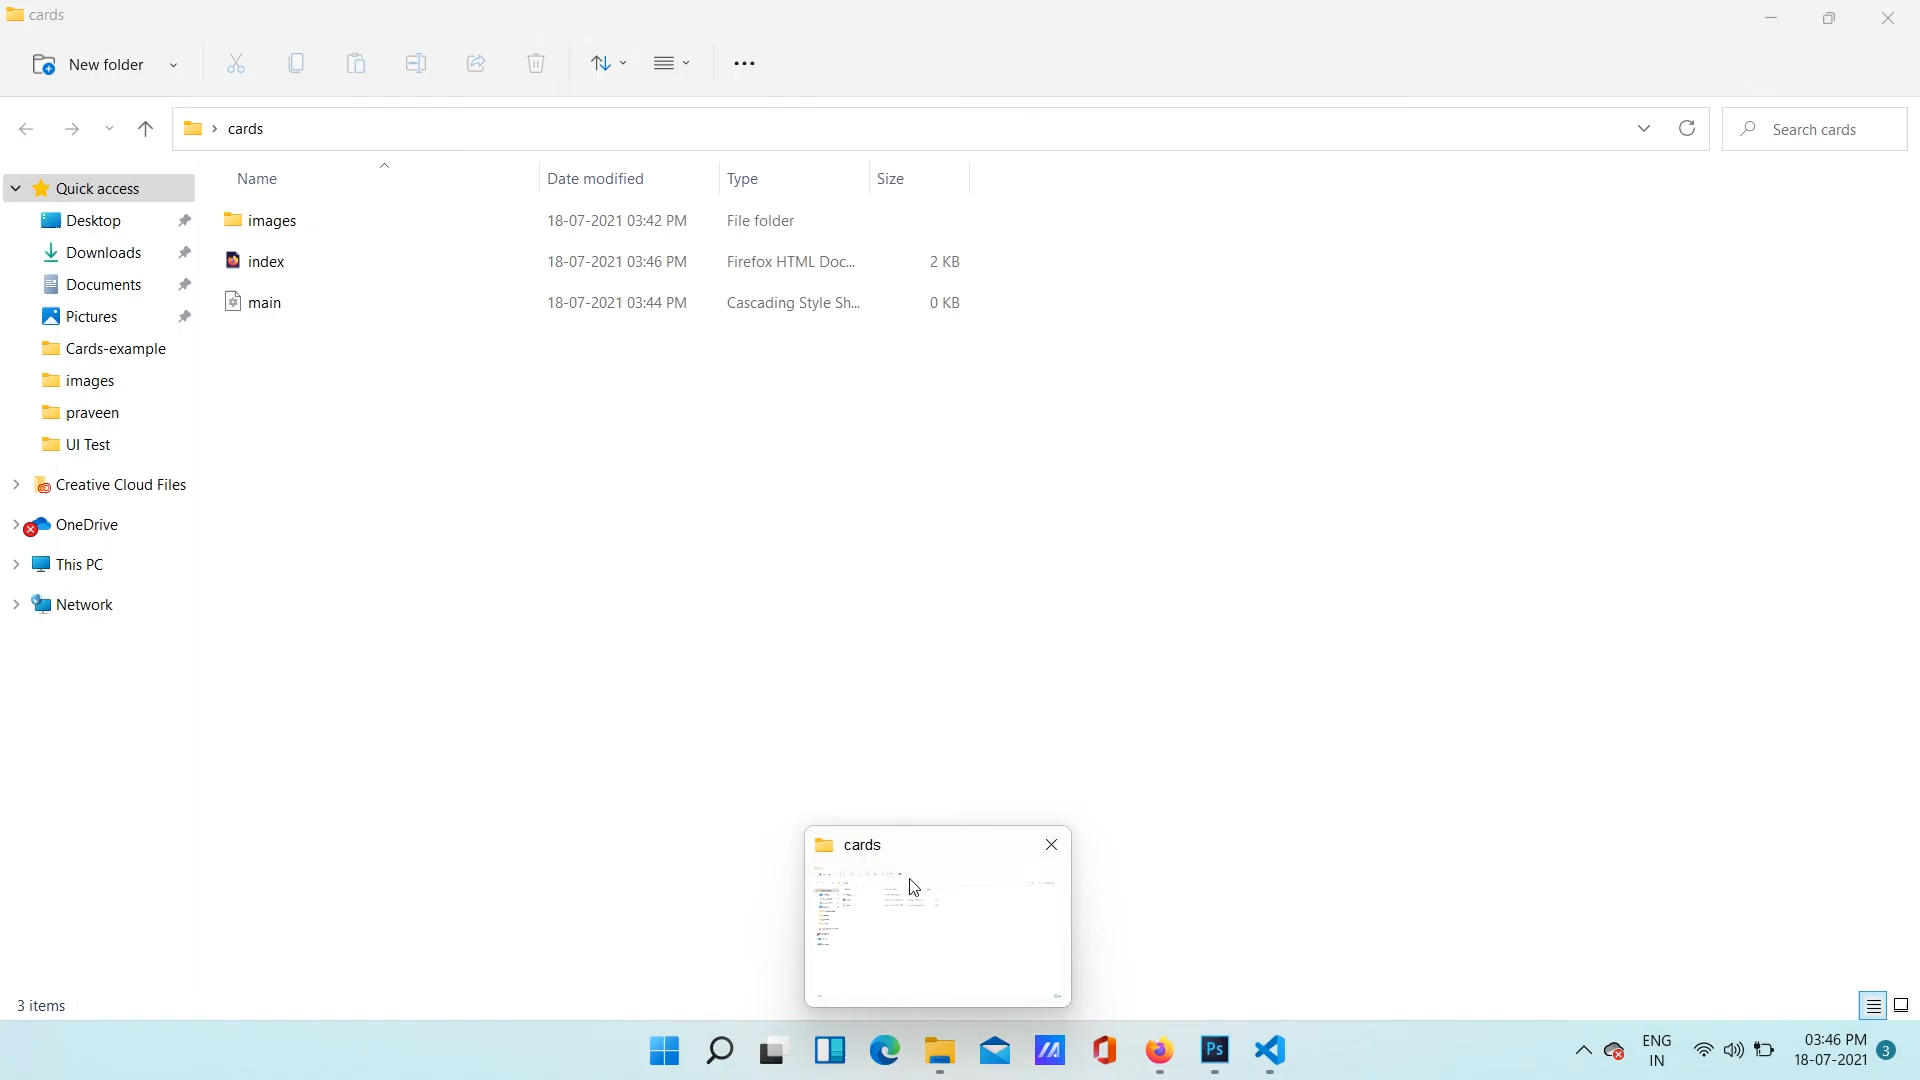 cards
New folder
cards
Search cards
Name
Date modified
Type
Size
Quick access
Desktop
Downloads
Documents
Pictures
Cards-example
images
praveen
UI Test
Creative Cloud Files
OneDrive
This PC
Network
images 18-07-2021 03:42 PM File folder
index 18-07-2021 03:46 PM Firefox HTML Doc... 2 KB
main 18-07-2021 03:44 PM Cascading Style Sh... 0 KB
cards
3 items
Ps
ENG
IN
03:46 PM
18-07-2021
3